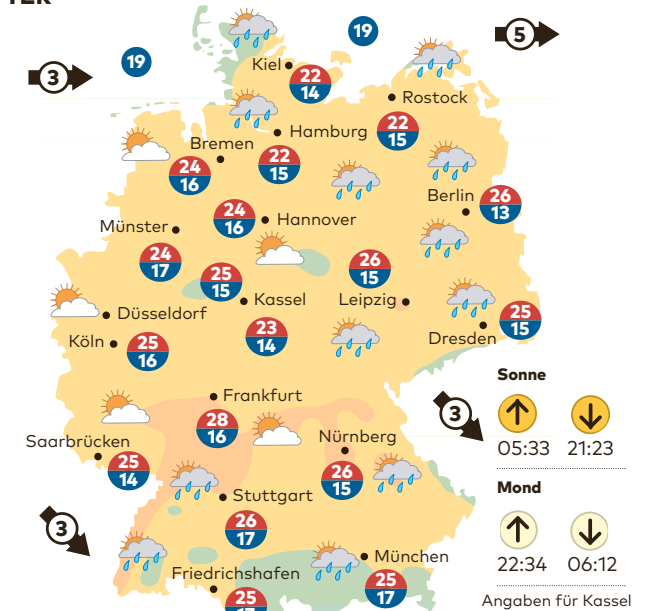 19
5
3
Kiel
22
14
Rostock
22
15
Hamburg
22
15
Bremen
24
16
Berlin
26
13
24
16
Hannover
Münster
24
17
25
15
Kassel
26
15
Leipzig
19
Düsseldorf
Köln
25
16
23
14
25
15
Dresden
Frankfurt
28
16
Sonne
05:33 21:23
3
Saarbrücken
25
14
Nürnberg
26
15
Stuttgart
26
17
Mond
22:34 06:12
3
München
25
17
Friedrichshafen
25
Angaben für Kassel